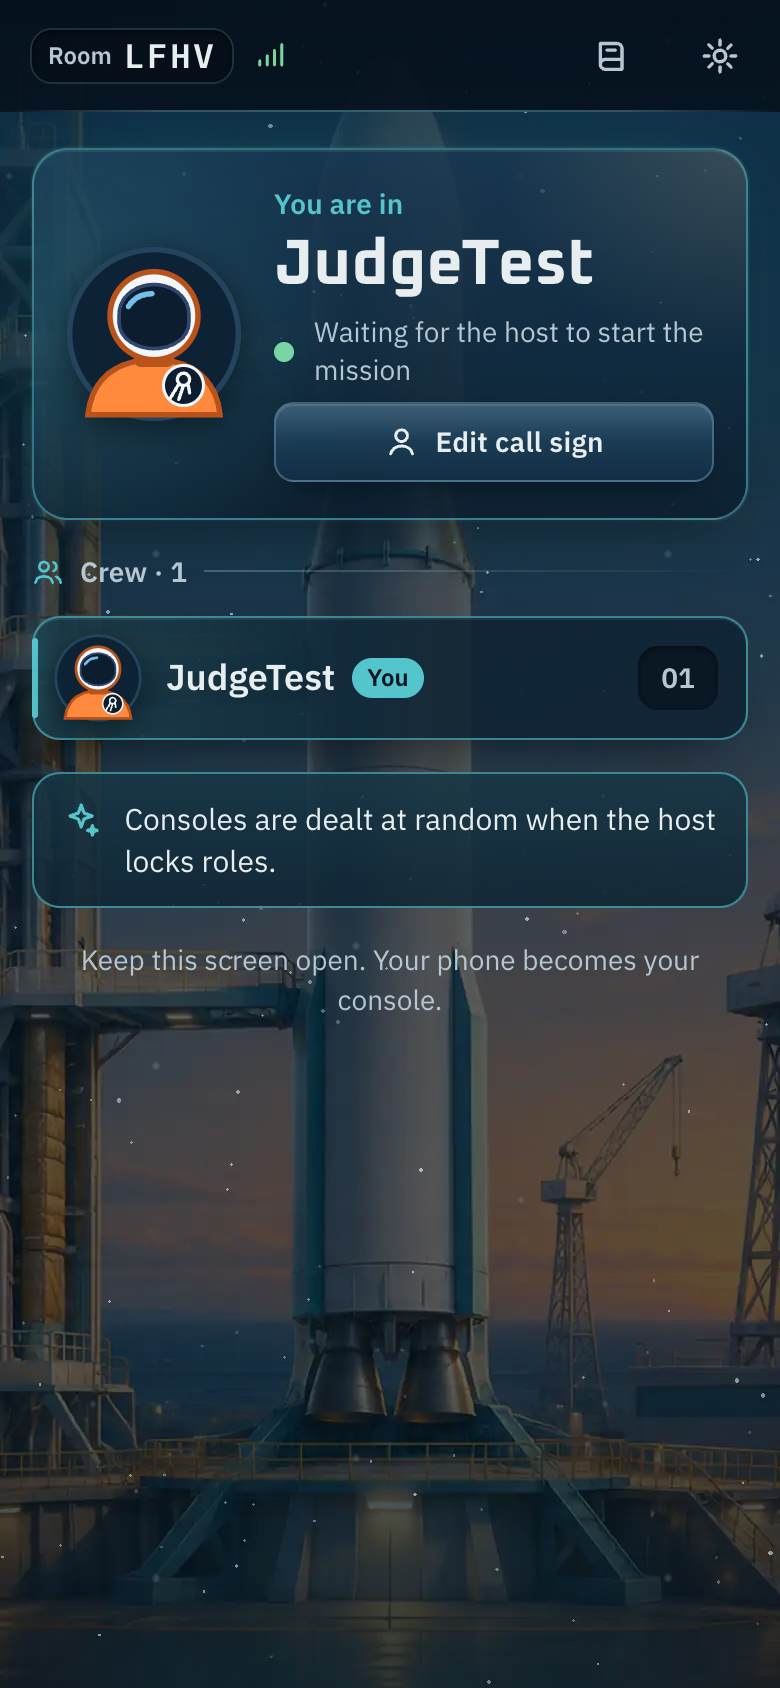 Room LFHV
You are in
JudgeTest
Waiting for the host to start the
mission
Edit call sign
Crew · 1
JudgeTest You 01
Consoles are dealt at random when the host
locks roles.
Keep this screen open. Your phone becomes your
console.